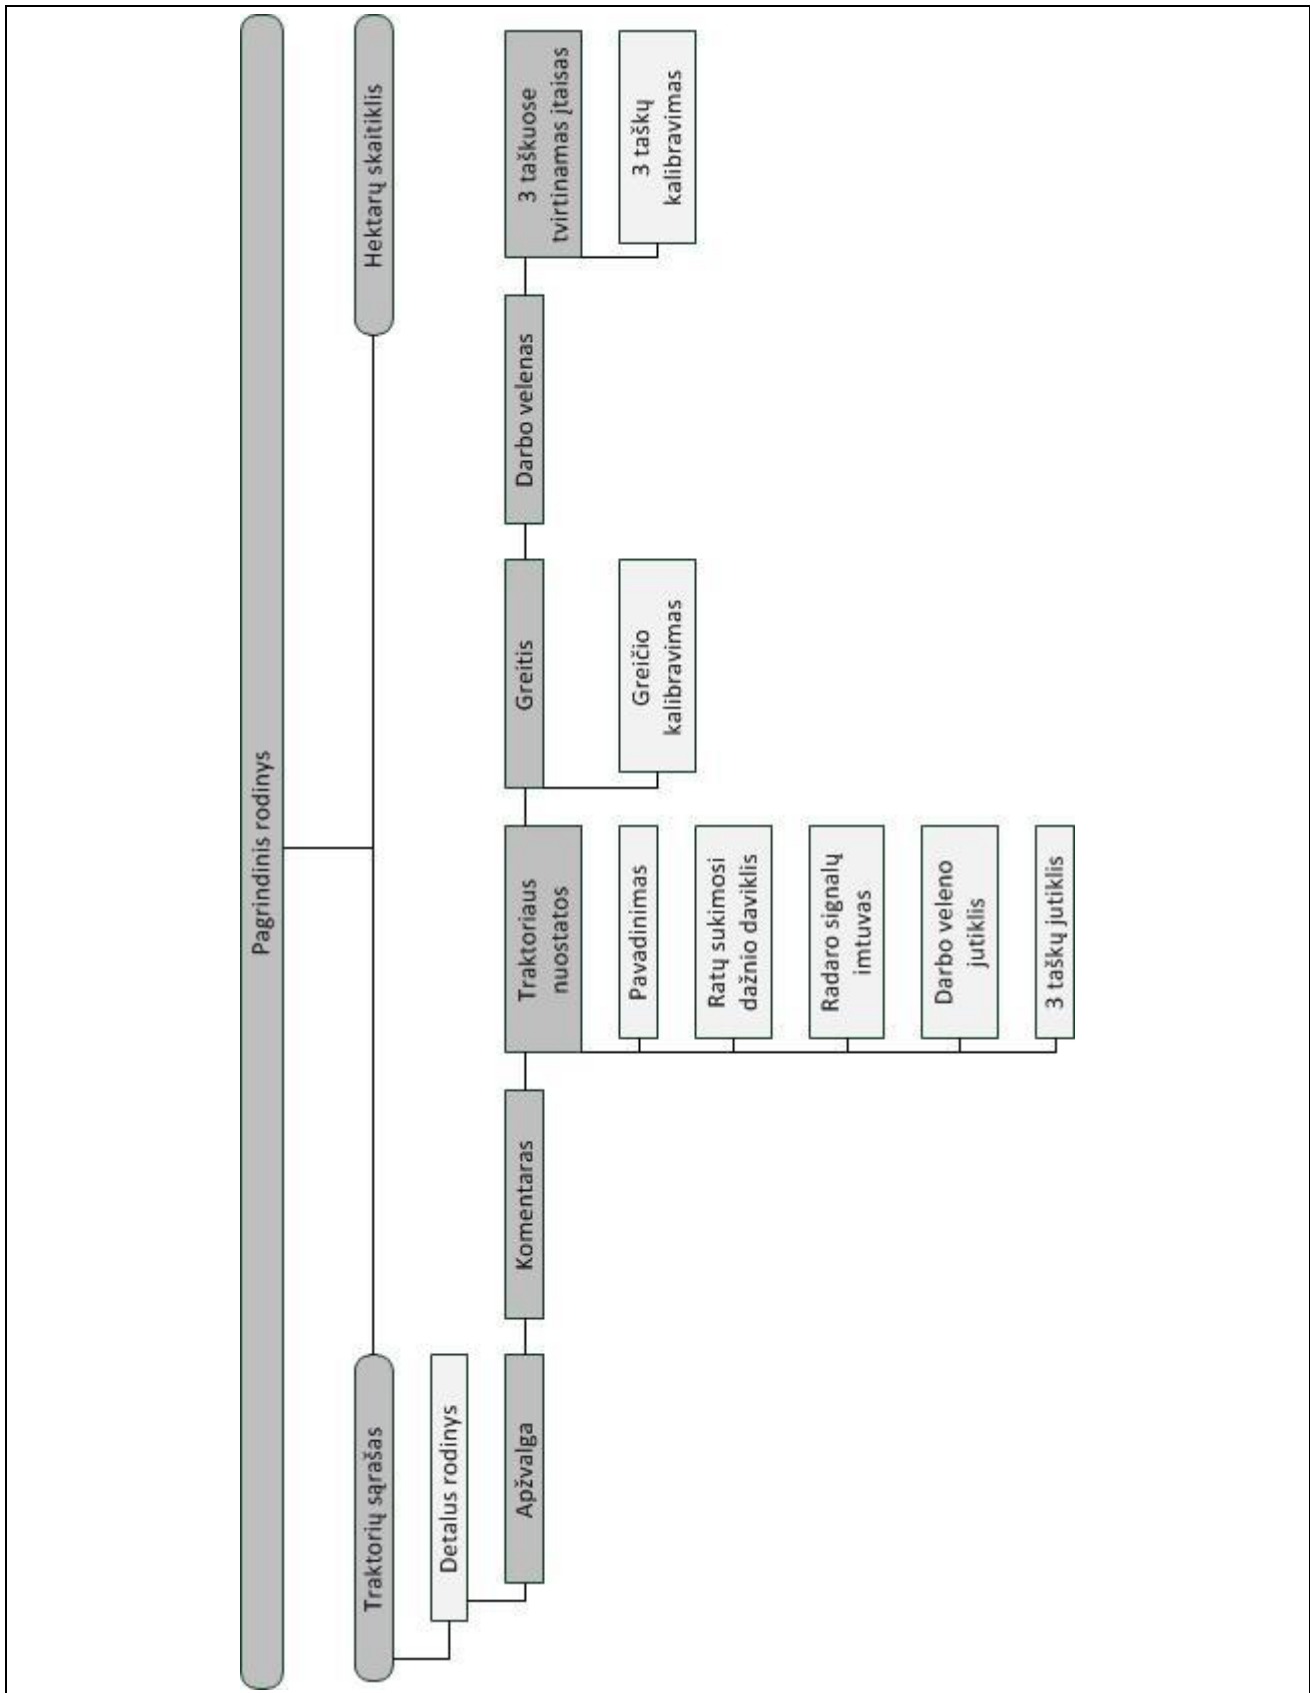 Pagrindinis rodinys
Traktorių sąrašas
Hektarų skaitiklis
Detalus rodinys
Apžvalga
Komentaras
Traktoriaus
nuostatos
Greitis
Darbo velenas
3 taškuose
tvirtinamas įtaisas
Pavadinimas
Ratų sukimosi
dažnio daviklis
Radaro signalų
imtuvas
Darbo veleno
jutiklis
3 taškų jutiklis
Greičio
kalibravimas
3 taškų
kalibravimas